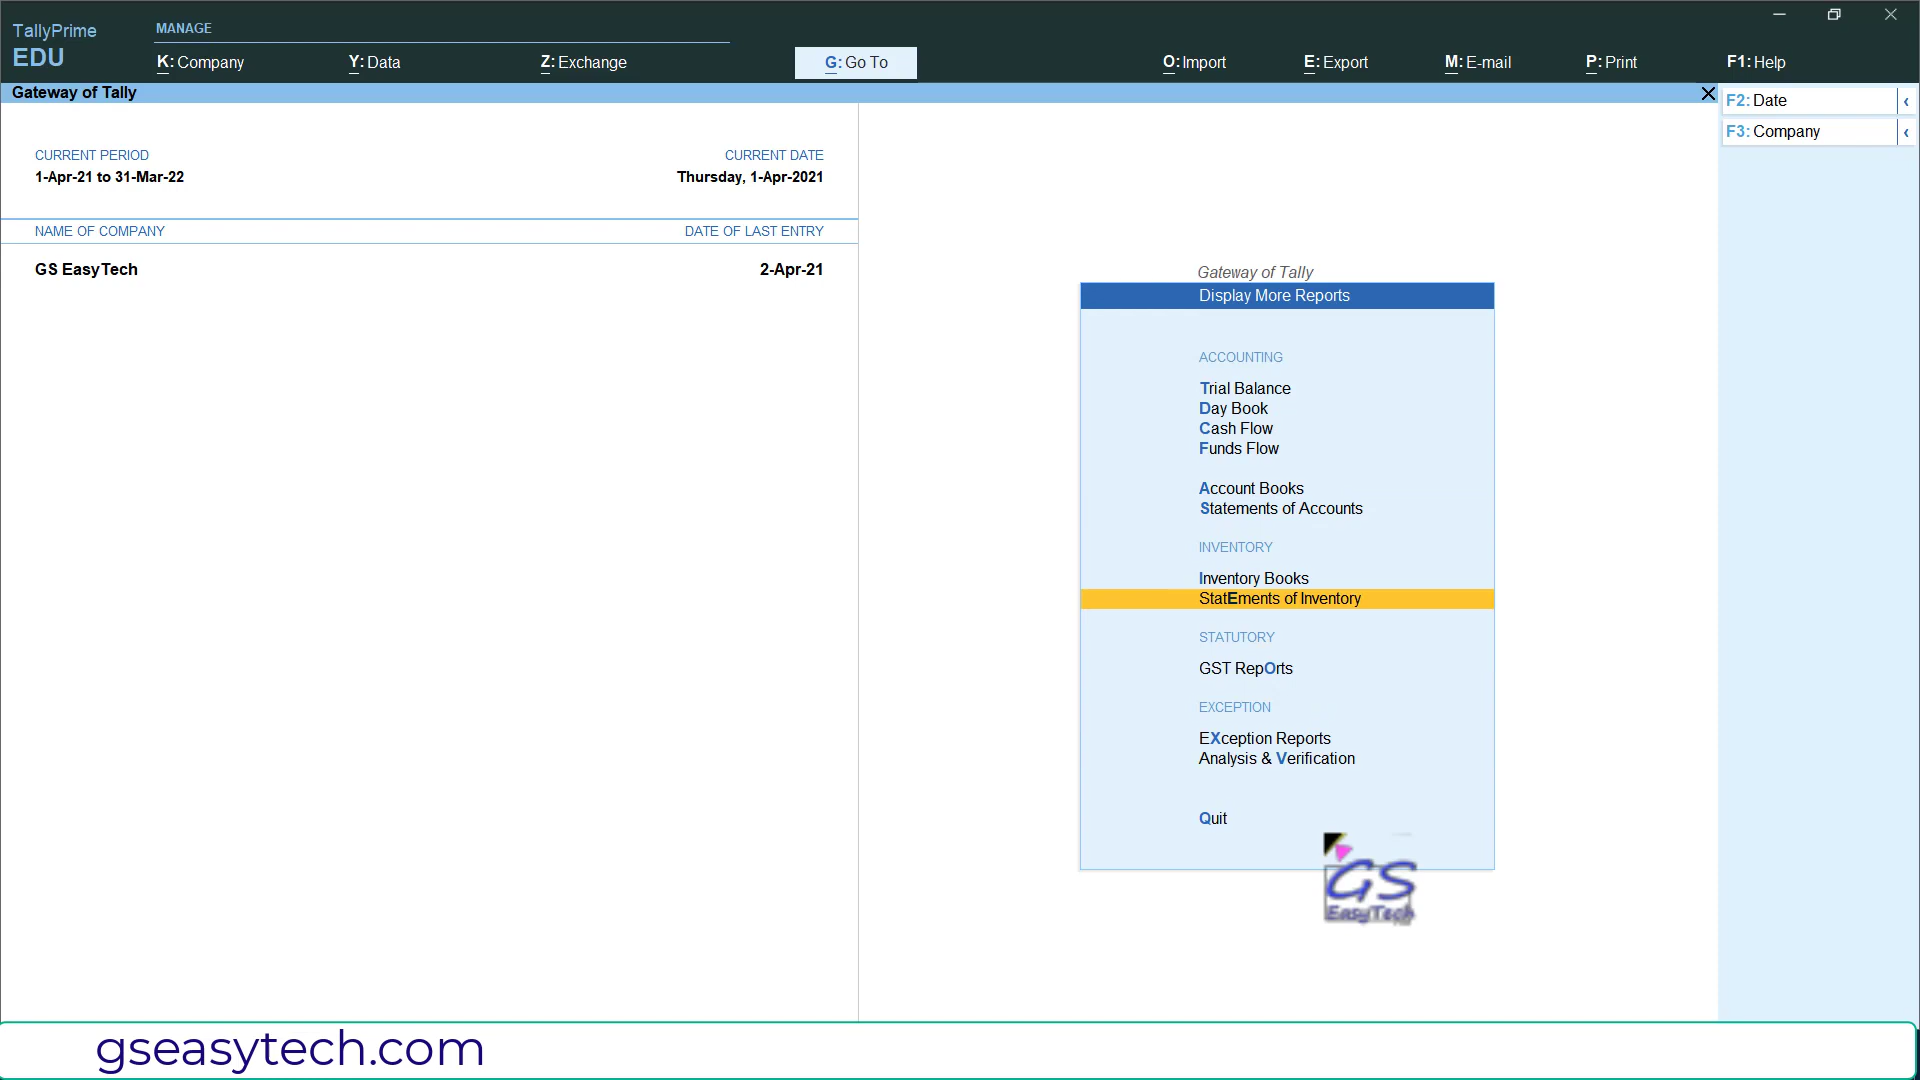 TallyPrime
EDU
MANAGE
K: Company
Y: Data
Z: Exchange
G: Go To
O: Import
E: Export
M: E-mail
P: Print
F1: Help
Gateway of Tally
F2: Date
F3: Company
CURRENT PERIOD
CURRENT DATE
1-Apr-21 to 31-Mar-22
Thursday, 1-Apr-2021
NAME OF COMPANY
DATE OF LAST ENTRY
GS EasyTech
2-Apr-21
Gateway of Tally
Display More Reports
ACCOUNTING
Trial Balance
Day Book
Cash Flow
Funds Flow
Account Books
Statements of Accounts
INVENTORY
Inventory Books
StatEments of Inventory
STATUTORY
GST RepOrts
EXCEPTION
EXception Reports
Analysis & Verification
Quit
GS
EasyTech
gseasytech.com